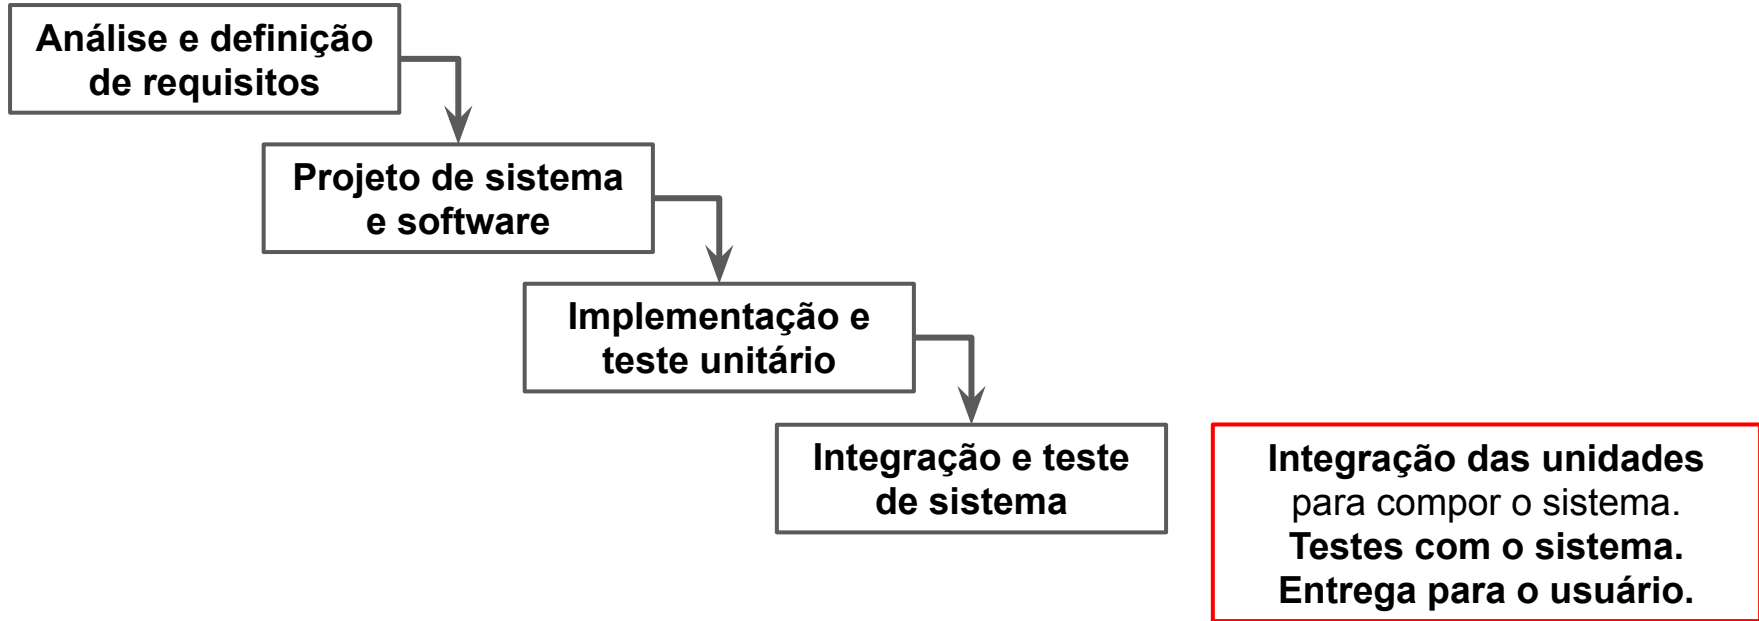 Análise e definição
de requisitos
Projeto de sistema
e software
Implementação e
teste unitário
Integração e teste
de sistema
Integração das unidades
para compor o sistema.
Testes com o sistema.
Entrega para o usuário.